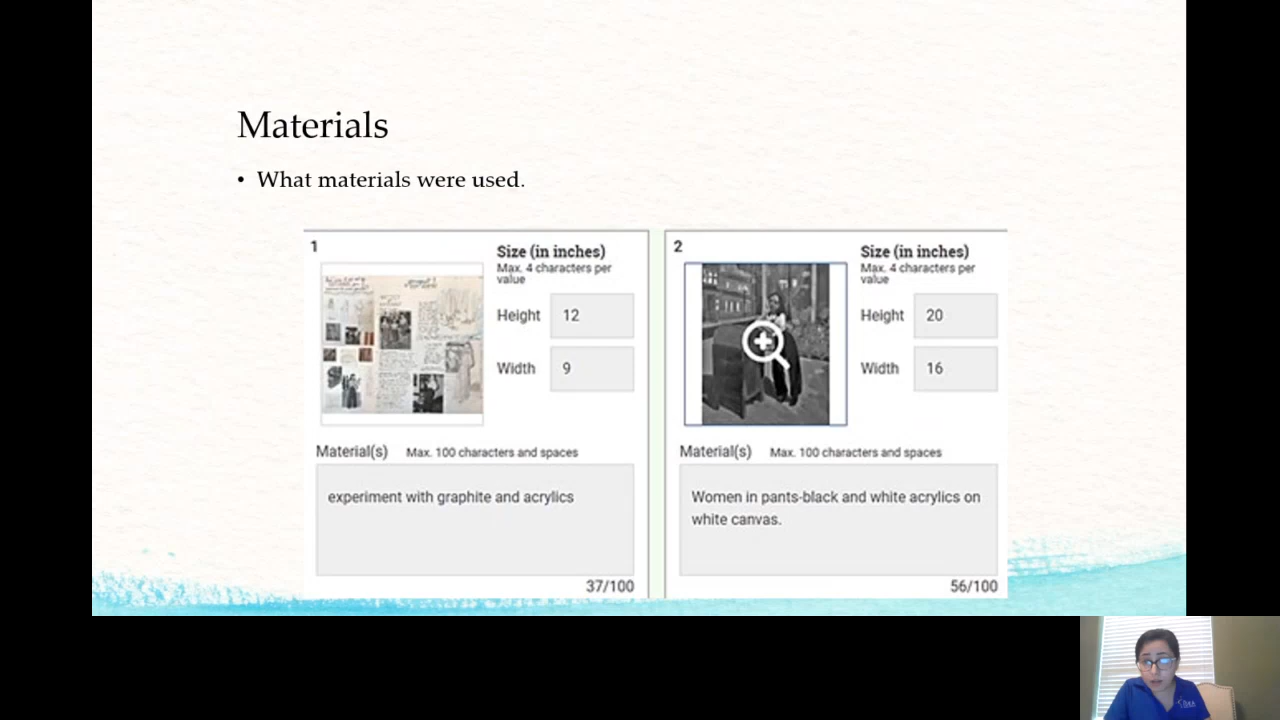 Materials
• What materials were used.
1
Size (in inches)
Max. 4 characters per
value
Height 12
Width 9
Material(s) Max. 100 characters and spaces
experiment with graphite and acrylics
37/100
2
Size (in inches)
Max. 4 characters per
value
Height 20
Width 16
Material(s) Max. 100 characters and spaces
Women in pants-black and white acrylics on
white canvas.
56/100